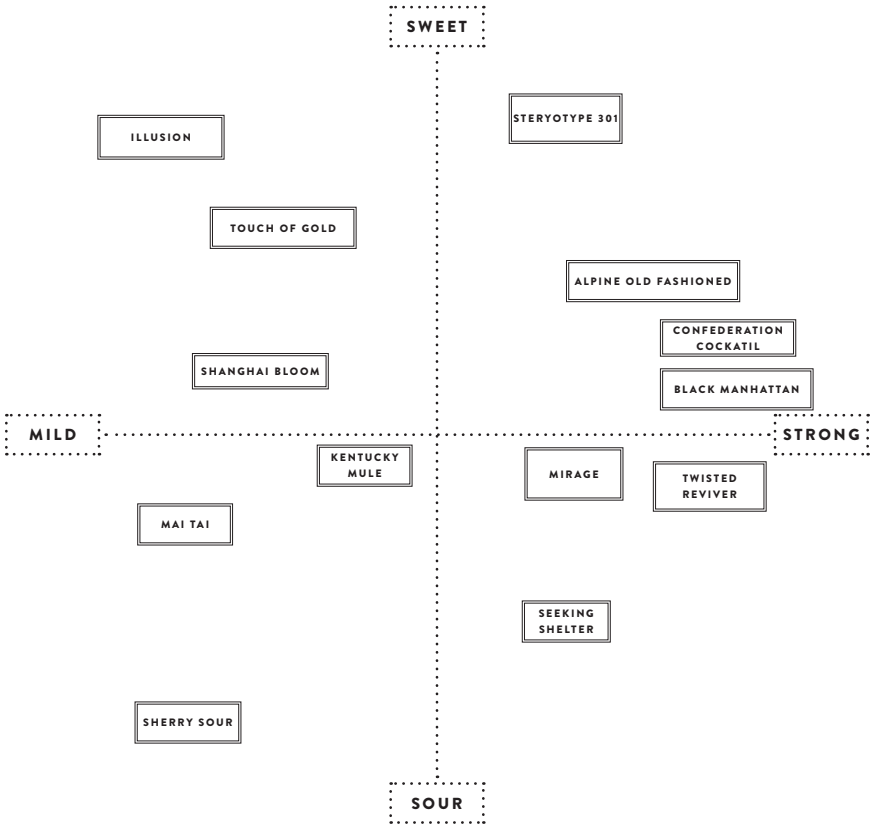 SWEET
STERYOTYPE 301
ILLUSION
TOUCH OF GOLD
ALPINE OLD FASHIONED
CONFEDERATION
COCKATIL
SHANGHAI BLOOM
BLACK MANHATTAN
MILD
STRONG
KENTUCKY
MULE
MIRAGE
TWISTED
REVIVER
MAI TAI
SEEKING
SHELTER
SHERRY SOUR
SOUR